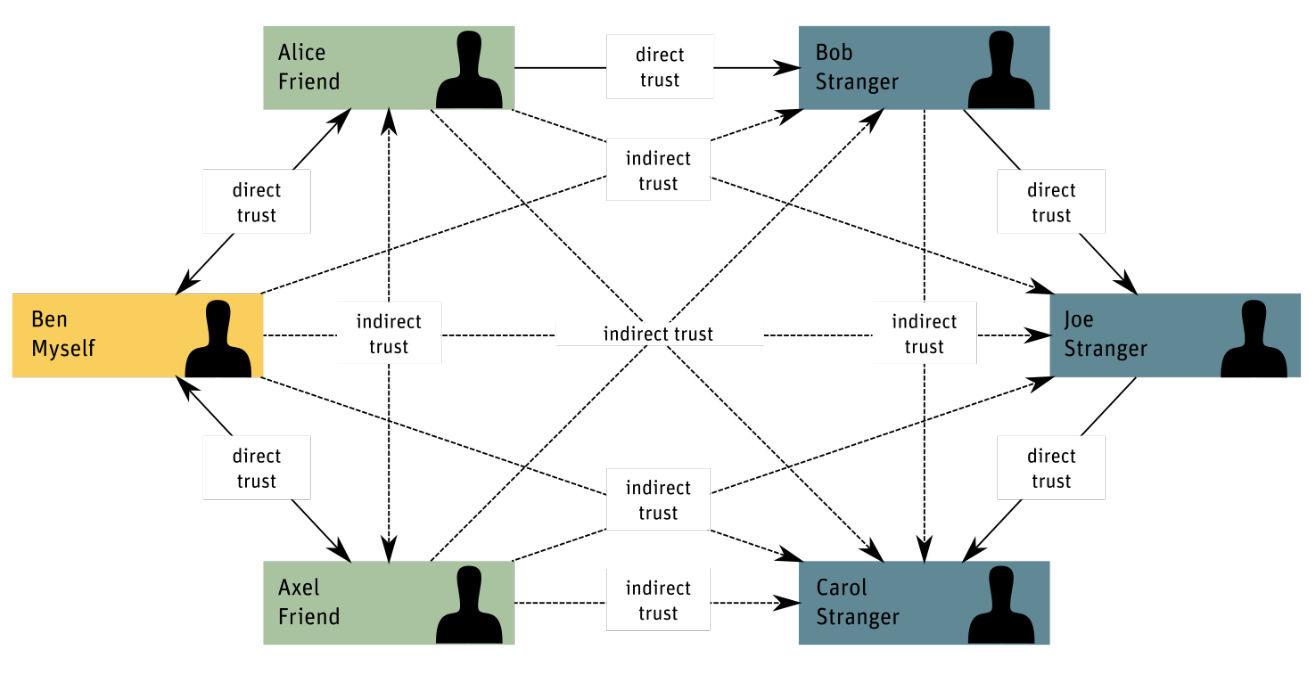 Alice
Friend
direct
trust
Bob
Stranger
indirect
trust
direct
trust
direct
trust
Ben
Myself
indirect
trust
indirect trust
indirect
trust
Joe
Stranger
direct
trust
indirect
trust
direct
trust
Axel
Friend
indirect
trust
Carol
Stranger